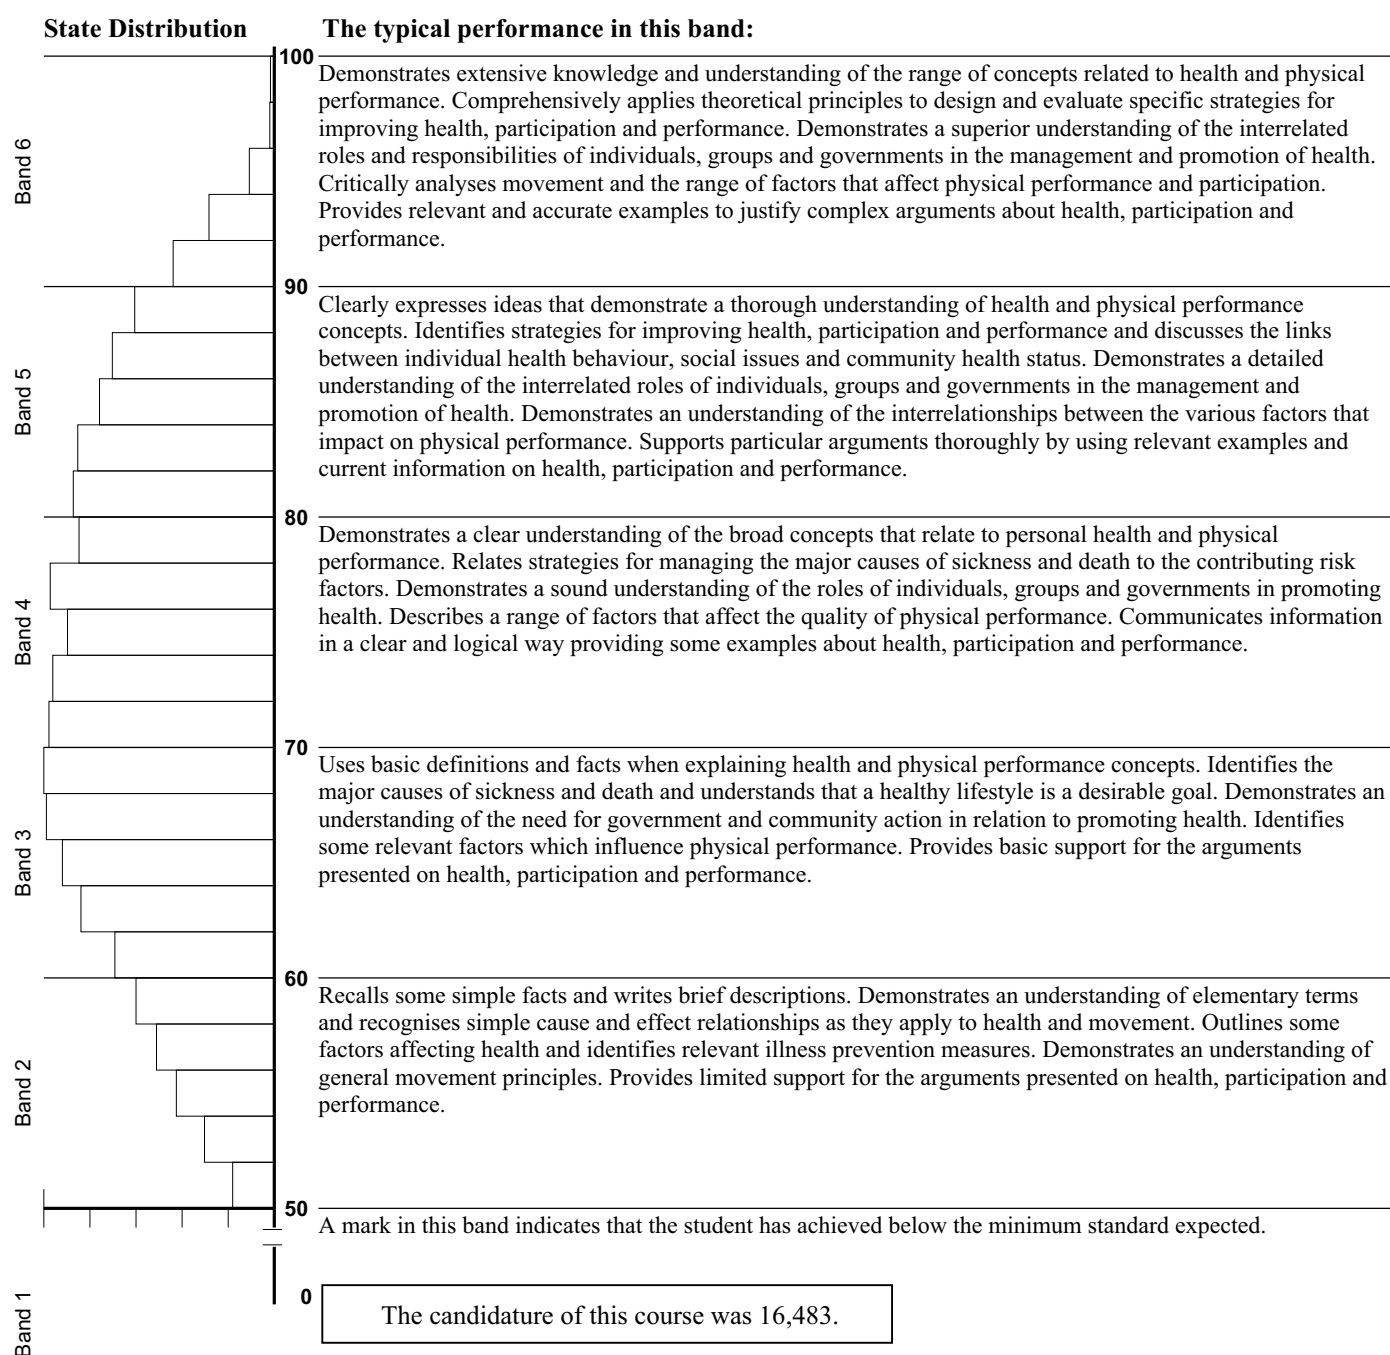 State Distribution
The typical performance in this band:
100
Demonstrates extensive knowledge and understanding of the range of concepts related to health and physical
performance. Comprehensively applies theoretical principles to design and evaluate specific strategies for
improving health, participation and performance. Demonstrates a superior understanding of the interrelated
roles and responsibilities of individuals, groups and governments in the management and promotion of health.
Critically analyses movement and the range of factors that affect physical performance and participation.
Provides relevant and accurate examples to justify complex arguments about health, participation and
performance.
Band 6
90
Clearly expresses ideas that demonstrate a thorough understanding of health and physical performance
concepts. Identifies strategies for improving health, participation and performance and discusses the links
between individual health behaviour, social issues and community health status. Demonstrates a detailed
understanding of the interrelated roles of individuals, groups and governments in the management and
promotion of health. Demonstrates an understanding of the interrelationships between the various factors that
impact on physical performance. Supports particular arguments thoroughly by using relevant examples and
current information on health, participation and performance.
Band 5
80
Demonstrates a clear understanding of the broad concepts that relate to personal health and physical
performance. Relates strategies for managing the major causes of sickness and death to the contributing risk
factors. Demonstrates a sound understanding of the roles of individuals, groups and governments in promoting
health. Describes a range of factors that affect the quality of physical performance. Communicates information
in a clear and logical way providing some examples about health, participation and performance.
Band 4
70
Uses basic definitions and facts when explaining health and physical performance concepts. Identifies the
major causes of sickness and death and understands that a healthy lifestyle is a desirable goal. Demonstrates an
understanding of the need for government and community action in relation to promoting health. Identifies
some relevant factors which influence physical performance. Provides basic support for the arguments
presented on health, participation and performance.
Band 3
60
Recalls some simple facts and writes brief descriptions. Demonstrates an understanding of elementary terms
and recognises simple cause and effect relationships as they apply to health and movement. Outlines some
factors affecting health and identifies relevant illness prevention measures. Demonstrates an understanding of
general movement principles. Provides limited support for the arguments presented on health, participation and
performance.
Band 2
50
A mark in this band indicates that the student has achieved below the minimum standard expected.
0
Band 1
The candidature of this course was 16,483.